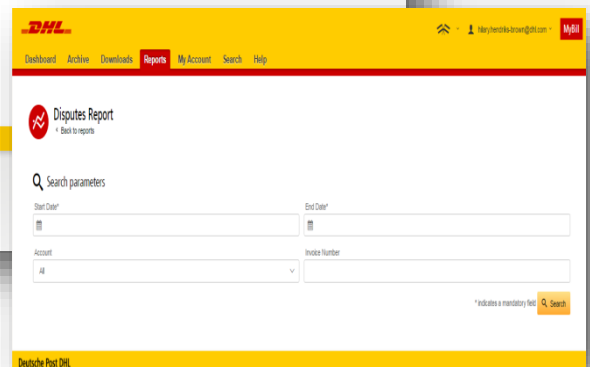 DHL
hilary.hendriks-brown@dhl.com
MyBill
Dashboard Archive Downloads Reports My Account Search Help
Disputes Report
< Back to reports
Search parameters
Start Date* End Date*
Account Invoice Number
All
* indicates a mandatory field Search
Deutsche Post DHL